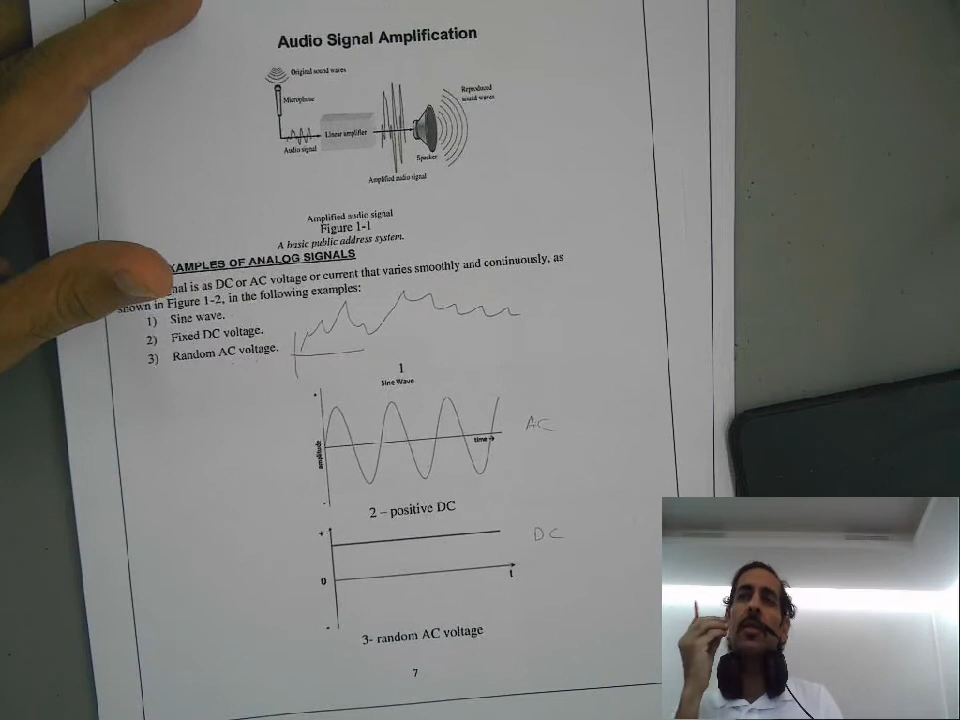 Audio Signal Amplification
Original sound waves
Microphone
Reproduced
sound waves
Linear amplifier
Audio signal
Speaker
Amplified audio signal
Amplified audio signal
Figure 1-1
A basic public address system.
XAMPLES OF ANALOG SIGNALS
nal is as DC or AC voltage or current that varies smoothly and continuously, as
shown in Figure 1-2, in the following examples:
1) Sine wave.
2) Fixed DC voltage.
3) Random AC voltage.
1
Sine Wave
+
AC
amplitude
time
-
2 – positive DC
+
DC
0
t
-
3- random AC voltage
7